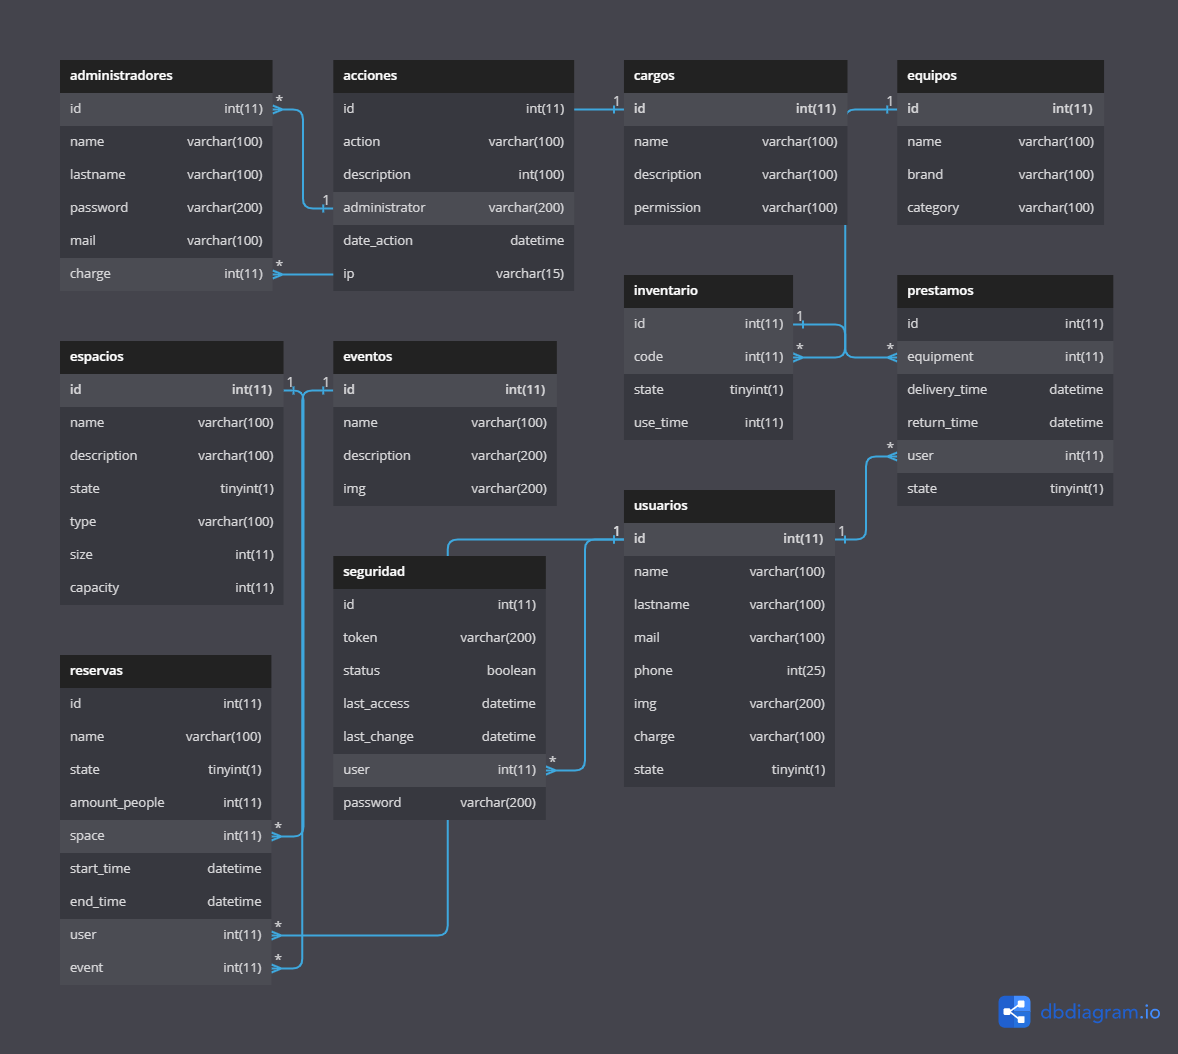 administradores
id int(11)
name varchar(100)
lastname varchar(100)
password varchar(200)
mail varchar(100)
charge int(11)
* 1
*
acciones
id int(11)
action varchar(100)
description int(100)
administrator varchar(200)
date_action datetime
ip varchar(15)
1
cargos
id int(11)
name varchar(100)
description varchar(100)
permission varchar(100)
1
equipos
id int(11)
name varchar(100)
brand varchar(100)
category varchar(100)
inventario
id int(11)
code int(11)
state tinyint(1)
use_time int(11)
1
*
*
*
prestamos
id int(11)
equipment int(11)
delivery_time datetime
return_time datetime
user int(11)
state tinyint(1)
espacios
id int(11)
name varchar(100)
description varchar(100)
state tinyint(1)
type varchar(100)
size int(11)
capacity int(11)
1 1
eventos
id int(11)
name varchar(100)
description varchar(200)
img varchar(200)
seguridad
id int(11)
token varchar(200)
status boolean
last_access datetime
last_change datetime
user int(11)
password varchar(200)
*
1
usuarios
id int(11)
name varchar(100)
lastname varchar(100)
mail varchar(100)
phone int(25)
img varchar(200)
charge varchar(100)
state tinyint(1)
1
reservas
id int(11)
name varchar(100)
state tinyint(1)
amount_people int(11)
space int(11)
start_time datetime
end_time datetime
user int(11)
event int(11)
*
*
*
dbdiagram.io